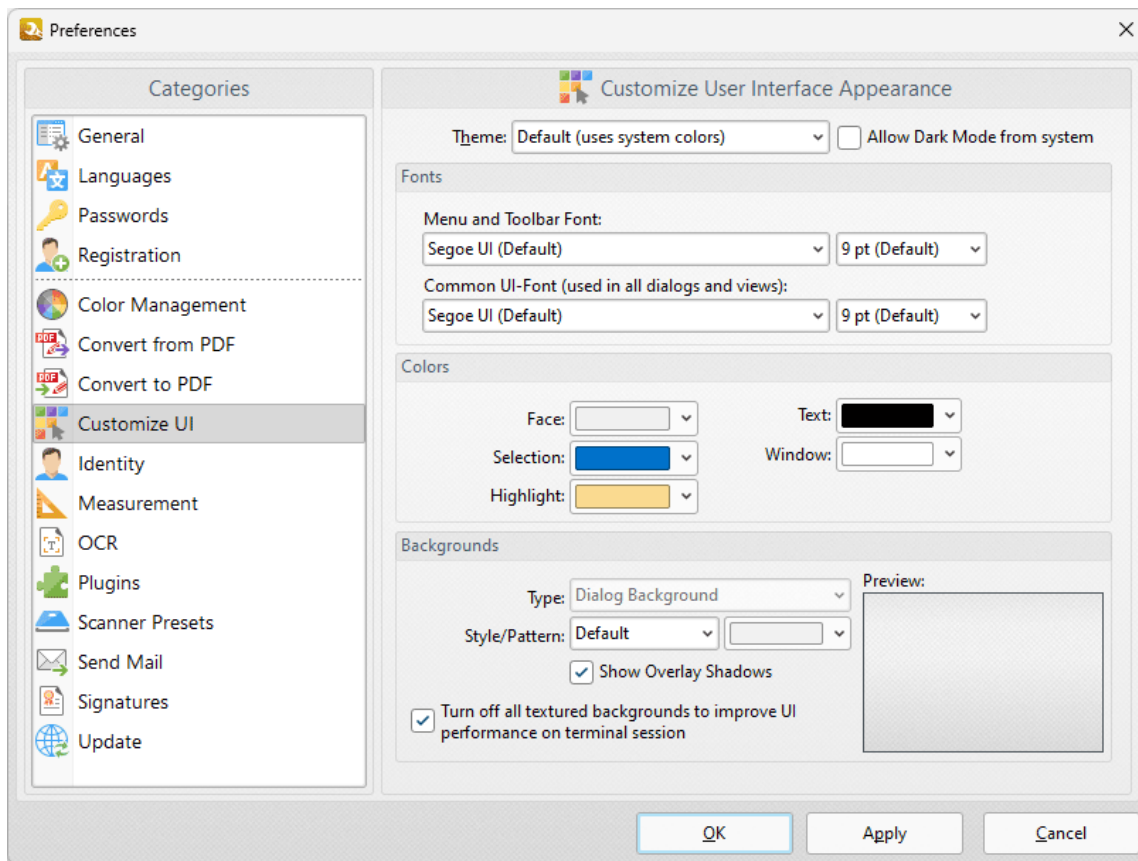 Preferences
Categories
General
Languages
Passwords
Registration
Color Management
Convert from PDF
Convert to PDF
Customize UI
Identity
Measurement
OCR
Plugins
Scanner Presets
Send Mail
Signatures
Update
Customize User Interface Appearance
Theme: Default (uses system colors) Allow Dark Mode from system
Fonts
Menu and Toolbar Font:
Segoe UI (Default) 9 pt (Default)
Common UI-Font (used in all dialogs and views):
Segoe UI (Default) 9 pt (Default)
Colors
Face: Text:
Selection: Window:
Highlight:
Backgrounds
Type: Dialog Background Preview:
Style/Pattern: Default
Show Overlay Shadows
Turn off all textured backgrounds to improve UI
performance on terminal session
OK Apply Cancel